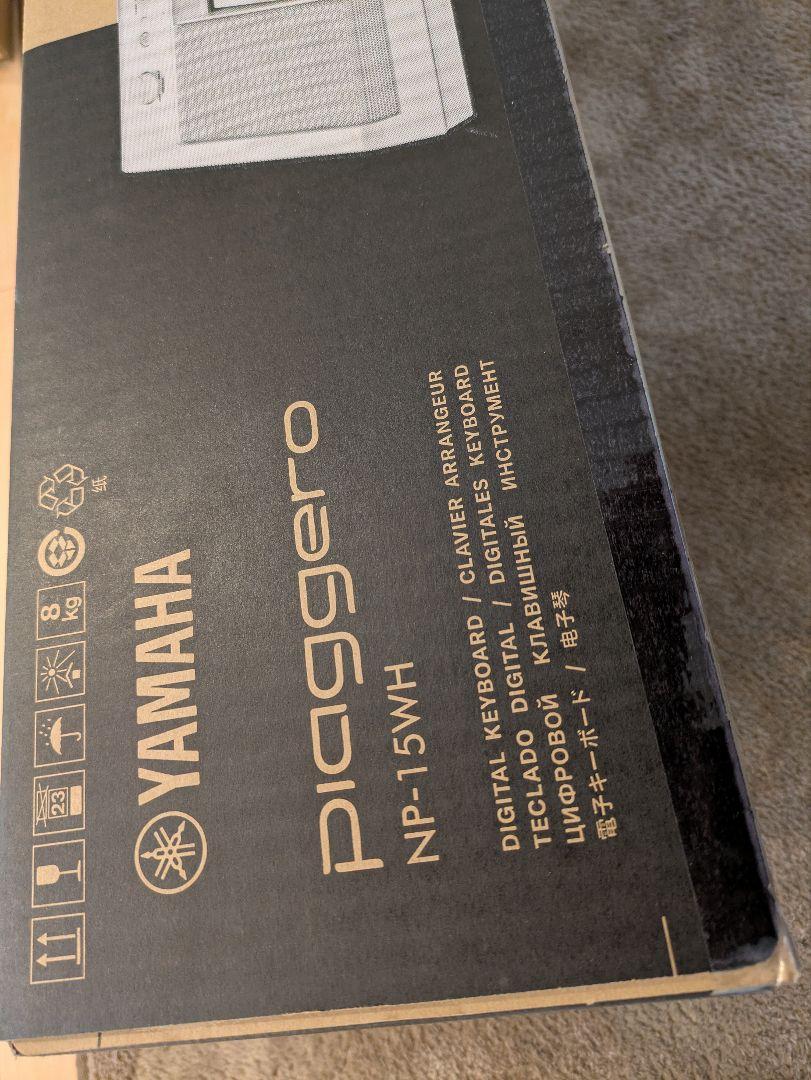 23
8
kg
纸
YAMAHA
piaggero
NP-15WH
DIGITAL KEYBOARD / CLAVIER ARRANGEUR
TECLADO DIGITAL / DIGITALES KEYBOARD
ЦИФРОВОЙ КЛАВИШНЫЙ ИНСТРУМЕНТ
電子キーボード / 电子琴